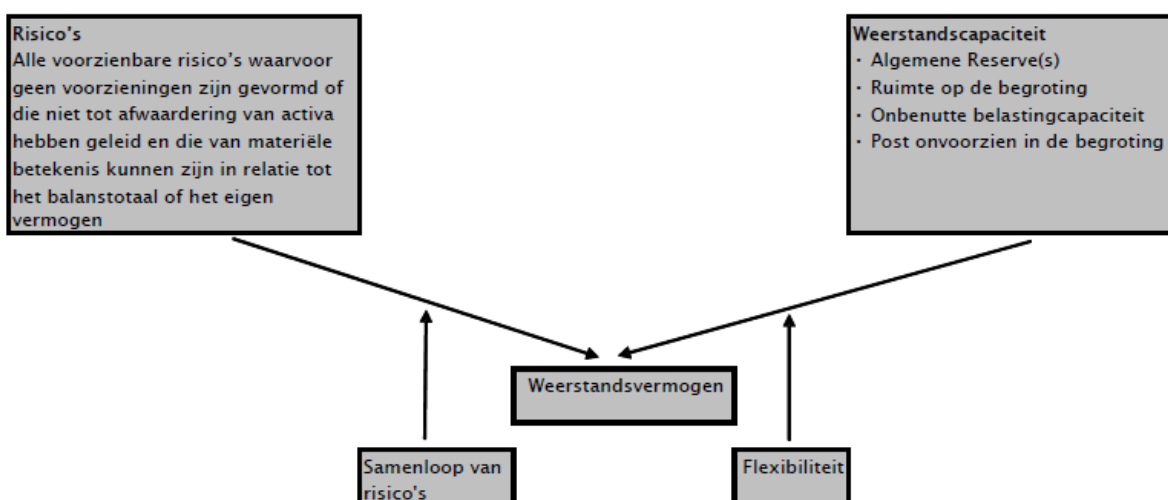 Risico's
Alle voorzienbare risico's waarvoor
geen voorzieningen zijn gevormd of
die niet tot afwaardering van activa
hebben geleid en die van materiële
betekenis kunnen zijn in relatie tot
het balanstotaal of het eigen
vermogen
Weerstandscapaciteit
· Algemene Reserve(s)
· Ruimte op de begroting
· Onbenutte belastingcapaciteit
· Post onvoorzien in de begroting
Weerstandsvermogen
Samenloop van
risico's
Flexibiliteit